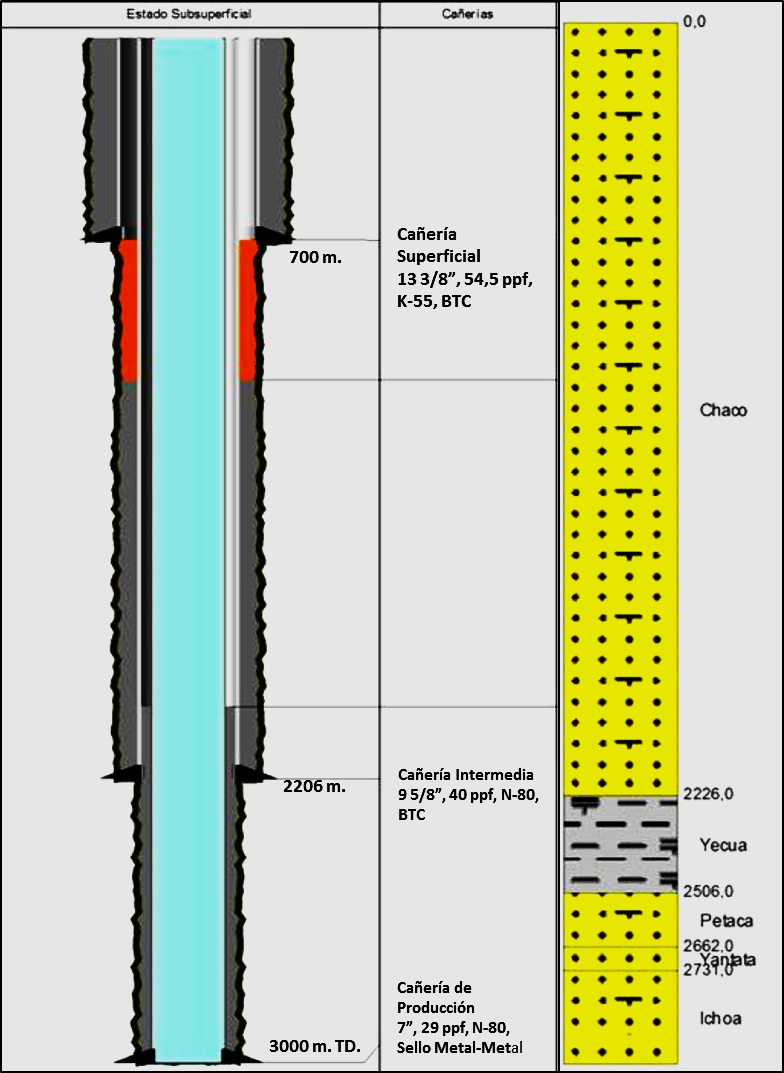 Estado Subsuperficial
Cañerias
0,0
Cañería
Superficial
13 3/8”, 54,5 ppf,
K-55, BTC
700 m.
Chaco
Cañería Intermedia
9 5/8”, 40 ppf, N-80,
BTC
2206 m.
2226,0
Yecua
2506,0
Petaca
2662,0
Yantata
2731,0
Cañería de
Producción
7”, 29 ppf, N-80,
Sello Metal-Metal
Ichoa
3000 m. TD.